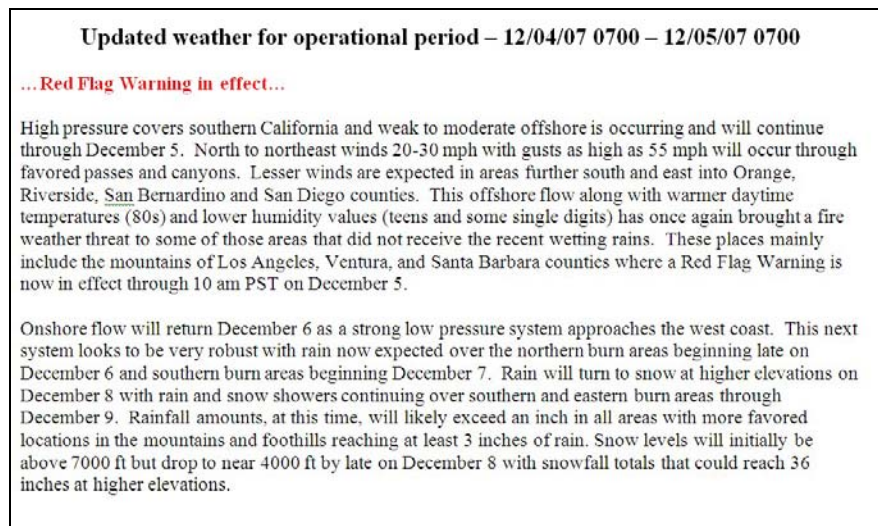 Updated weather for operational period – 12/04/07 0700 – 12/05/07 0700
…Red Flag Warning in effect…
High pressure covers southern California and weak to moderate offshore is occurring and will continue
through December 5.  North to northeast winds 20-30 mph with gusts as high as 55 mph will occur through
favored passes and canyons.  Lesser winds are expected in areas further south and east into Orange,
Riverside, San Bernardino and San Diego counties.  This offshore flow along with warmer daytime
temperatures (80s) and lower humidity values (teens and some single digits) has once again brought a fire
weather threat to some of those areas that did not receive the recent wetting rains.  These places mainly
include the mountains of Los Angeles, Ventura, and Santa Barbara counties where a Red Flag Warning is
now in effect through 10 am PST on December 5.
Onshore flow will return December 6 as a strong low pressure system approaches the west coast.  This next
system looks to be very robust with rain now expected over the northern burn areas beginning late on
December 6 and southern burn areas beginning December 7.  Rain will turn to snow at higher elevations on
December 8 with rain and snow showers continuing over southern and eastern burn areas through
December 9.  Rainfall amounts, at this time, will likely exceed an inch in all areas with more favored
locations in the mountains and foothills reaching at least 3 inches of rain. Snow levels will initially be
above 7000 ft but drop to near 4000 ft by late on December 8 with snowfall totals that could reach 36
inches at higher elevations.